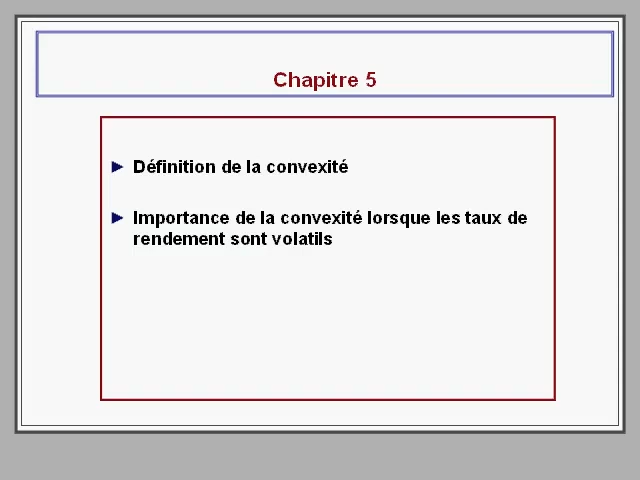 Chapitre 5
► Définition de la convexité
► Importance de la convexité lorsque les taux de
rendement sont volatils